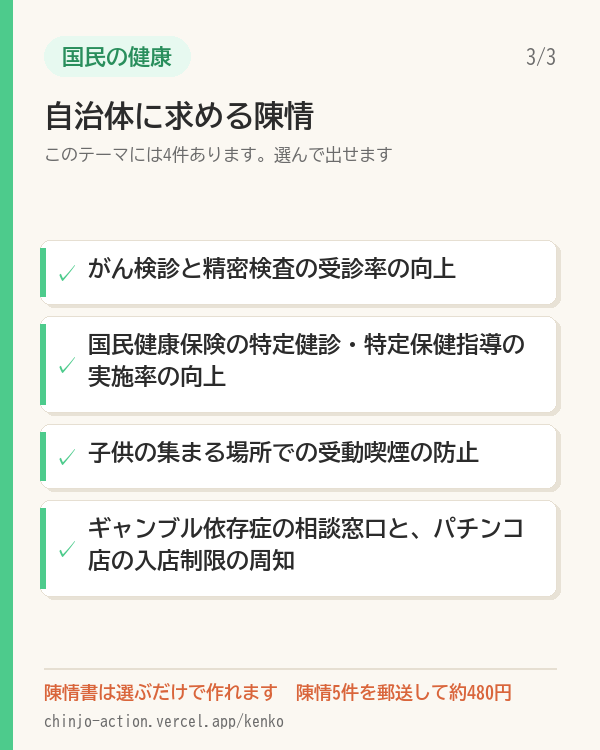 国民の健康
3/3
自治体に求める陳情
このテーマには4件あります。選んで出せます
✓ がん検診と精密検査の受診率の向上
✓ 国民健康保険の特定健診・特定保健指導の
実施率の向上
✓ 子供の集まる場所での受動喫煙の防止
✓ ギャンブル依存症の相談窓口と、パチンコ
店の入店制限の周知
陳情書は選ぶだけで作れます　陳情5件を郵送して約480円
chinjo-action.vercel.app/kenko